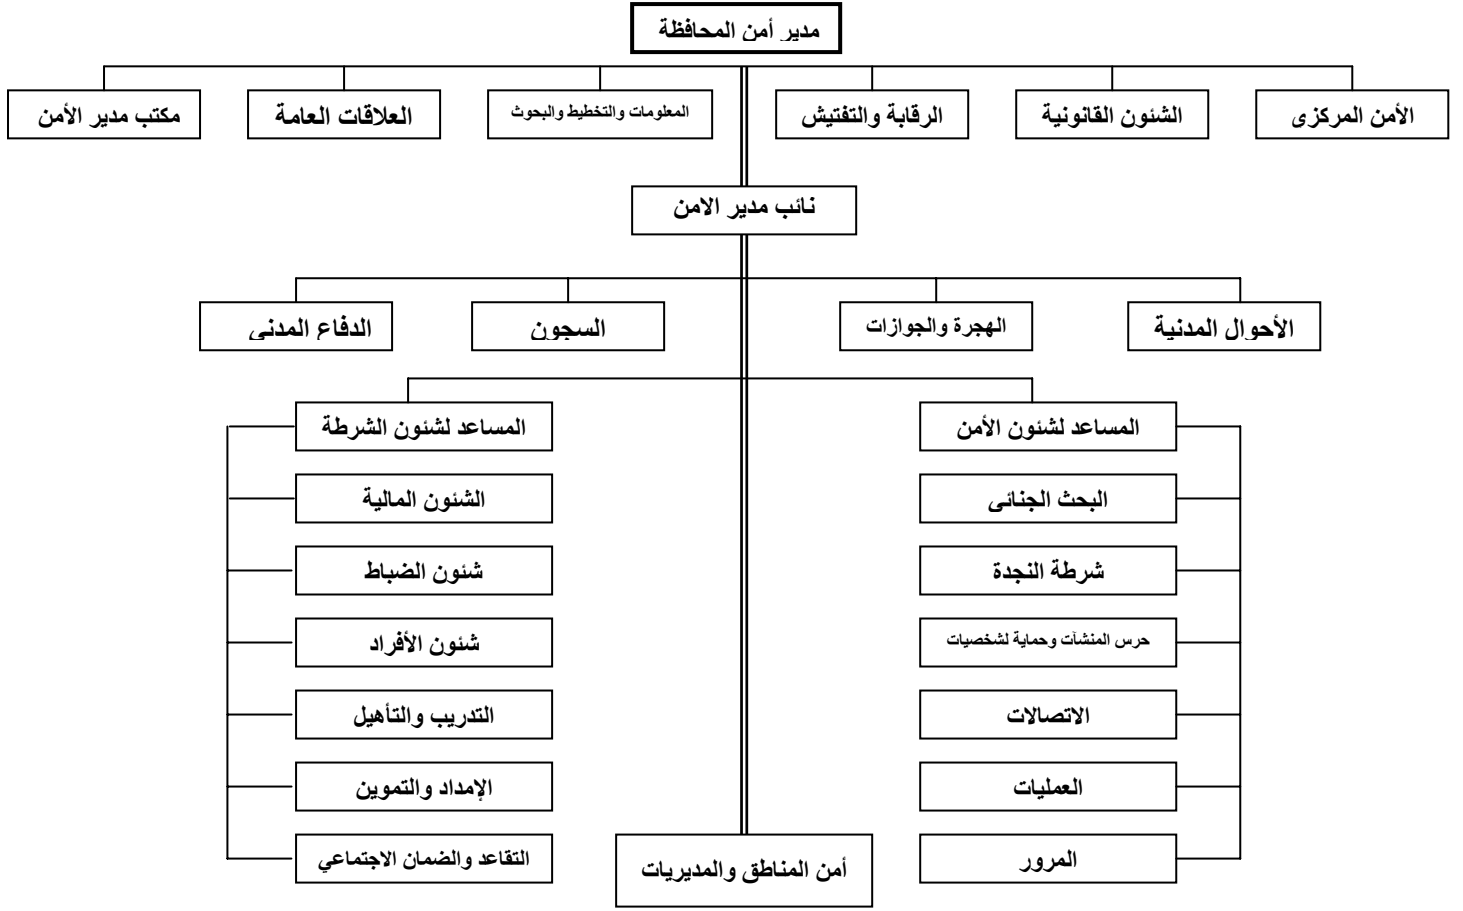 مدير أمن المحافظة
الأمن المركزى
الشئون القانونية
الرقابة والتفتيش
المعلومات والتخطيط والبحوث
العلاقات العامة
مكتب مدير الأمن
نائب مدير الامن
الأحوال المدنية
الهجرة والجوازات
السجون
الدفاع المدنى
المساعد لشئون الأمن
المساعد لشئون الشرطة
البحث الجنائى
الشئون المالية
شرطة النجدة
شئون الضباط
حرس المنشآت وحماية لشخصيات
شئون الأفراد
الاتصالات
التدريب والتأهيل
العمليات
الإمداد والتموين
المرور
أمن المناطق والمديريات
التقاعد والضمان الاجتماعي